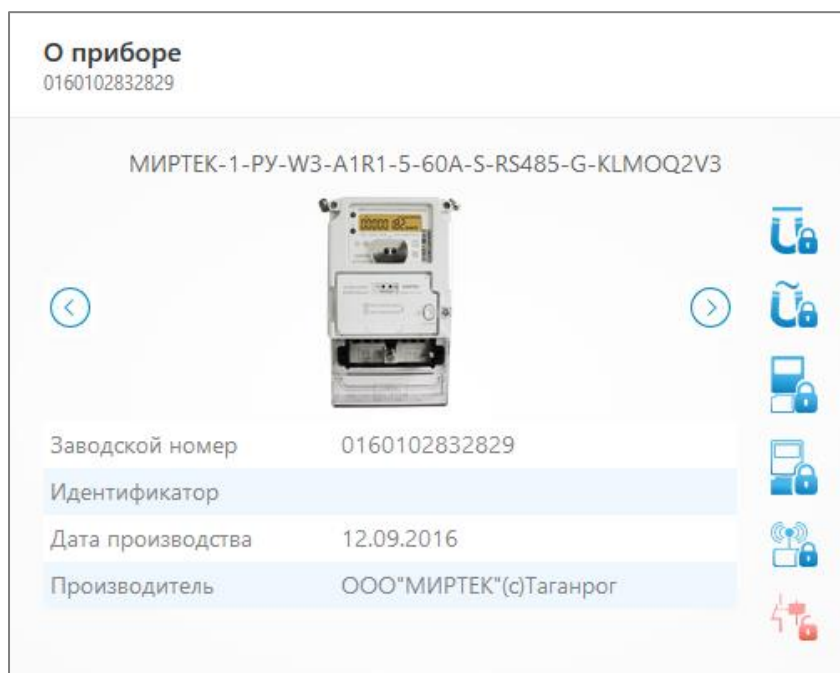 О приборе
0160102832829
МИРТЕК-1-РУ-W3-A1R1-5-60A-S-RS485-G-KLMOQ2V3
Заводской номер 0160102832829
Идентификатор
Дата производства 12.09.2016
Производитель ООО"МИРТЕК"(с)Таганрог